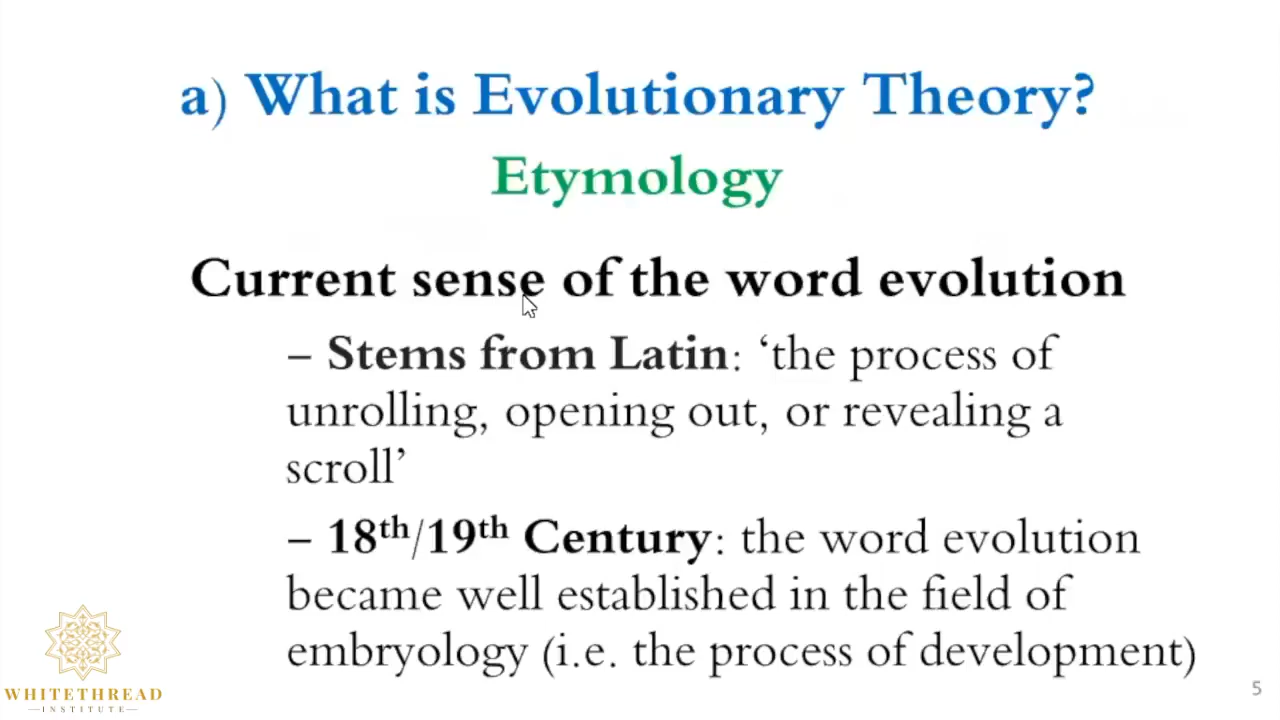 a) What is Evolutionary Theory?
Etymology
Current sense of the word evolution
– Stems from Latin: ‘the process of
unrolling, opening out, or revealing a
scroll’
– 18th/19th Century: the word evolution
became well established in the field of
embryology (i.e. the process of development)
WHITETHREAD
—INSTITUTE—
5